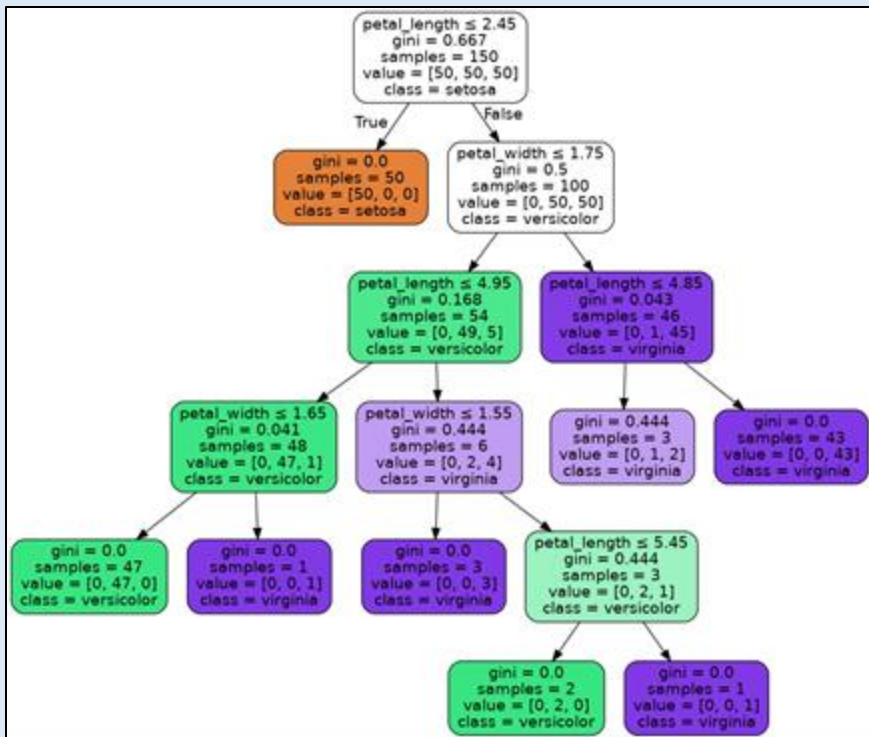 petal_length ≤ 2.45
gini = 0.667
samples = 150
value = [50, 50, 50]
class = setosa
True
False
gini = 0.0
samples = 50
value = [50, 0, 0]
class = setosa
petal_width ≤ 1.75
gini = 0.5
samples = 100
value = [0, 50, 50]
class = versicolor
petal_length ≤ 4.95
gini = 0.168
samples = 54
value = [0, 49, 5]
class = versicolor
petal_length ≤ 4.85
gini = 0.043
samples = 46
value = [0, 1, 45]
class = virginia
petal_width ≤ 1.65
gini = 0.041
samples = 48
value = [0, 47, 1]
class = versicolor
petal_width ≤ 1.55
gini = 0.444
samples = 6
value = [0, 2, 4]
class = virginia
gini = 0.444
samples = 3
value = [0, 1, 2]
class = virginia
gini = 0.0
samples = 43
value = [0, 0, 43]
class = virginia
gini = 0.0
samples = 47
value = [0, 47, 0]
class = versicolor
gini = 0.0
samples = 1
value = [0, 0, 1]
class = virginia
gini = 0.0
samples = 3
value = [0, 0, 3]
class = virginia
petal_length ≤ 5.45
gini = 0.444
samples = 3
value = [0, 2, 1]
class = versicolor
gini = 0.0
samples = 2
value = [0, 2, 0]
class = versicolor
gini = 0.0
samples = 1
value = [0, 0, 1]
class = virginia